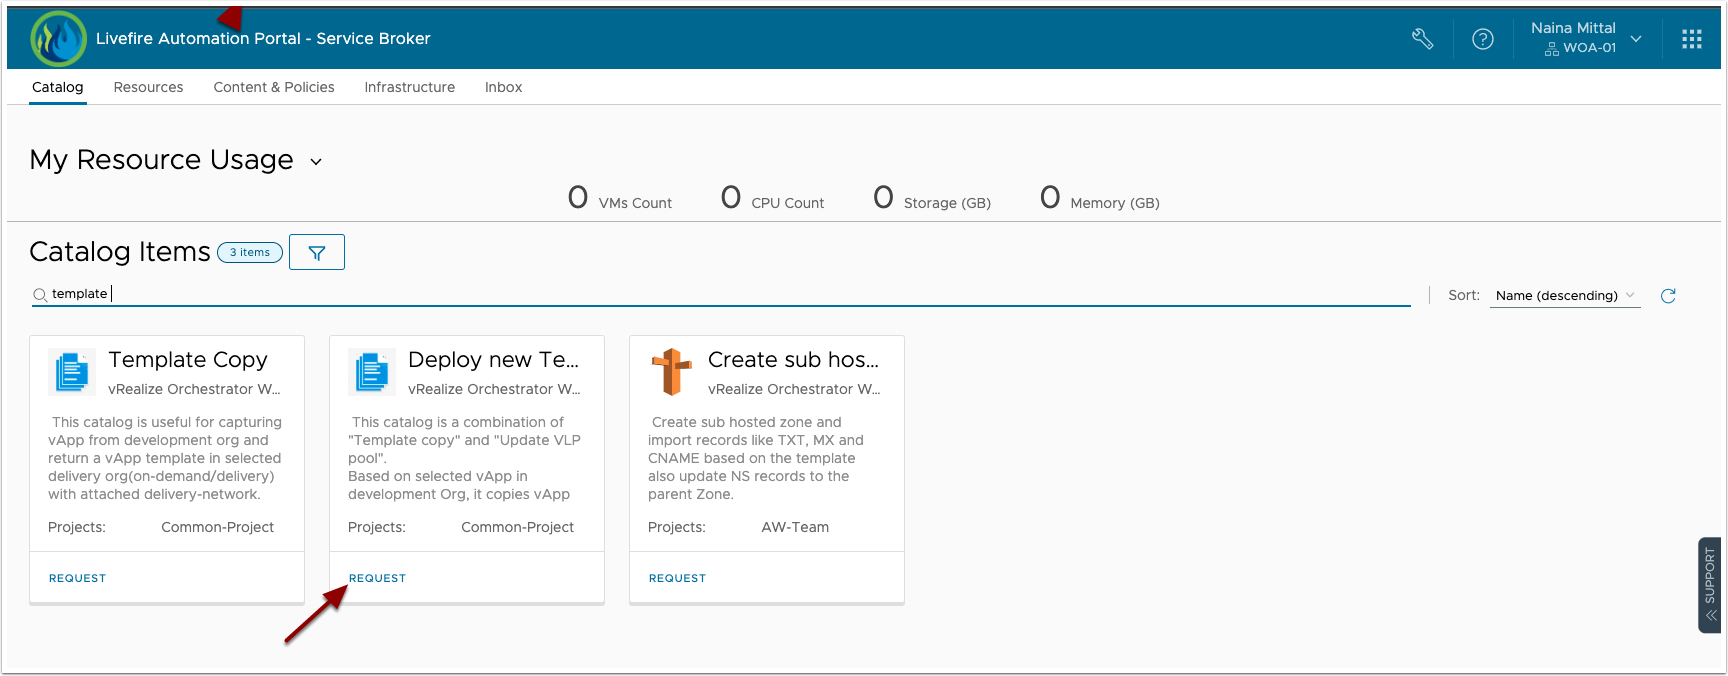 Livefire Automation Portal - Service Broker
Naina Mittal
WOA-01
Catalog Resources Content & Policies Infrastructure Inbox
My Resource Usage
0 VMs Count 0 CPU Count 0 Storage (GB) 0 Memory (GB)
Catalog Items 3 items
template
Sort: Name (descending)
Template Copy
vRealize Orchestrator W...
This catalog is useful for capturing
vApp from development org and
return a vApp template in selected
delivery org(on-demand/delivery)
with attached delivery-network.
Projects: Common-Project
REQUEST
Deploy new Te...
vRealize Orchestrator W...
This catalog is a combination of
"Template copy" and "Update VLP
pool".
Based on selected vApp in
development Org, it copies vApp
Projects: Common-Project
REQUEST
Create sub hos...
vRealize Orchestrator W...
Create sub hosted zone and
import records like TXT, MX and
CNAME based on the template
also update NS records to the
parent Zone.
Projects: AW-Team
REQUEST
SUPPORT